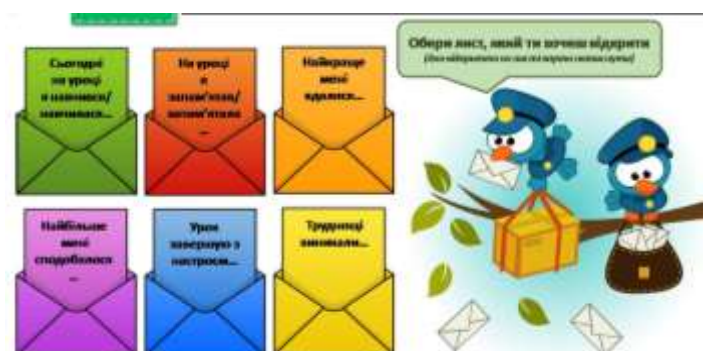 Сьогодні
на уроці
я навчився/
навчилася...
На уроці
я
запам'ятав/
запам'ятала
...
Найкраще
мені
вдалося...
Обери лист, який ти хочеш відкрити
Найбільше
мені
сподобалося
...
Урок
завершую з
настроєм...
Труднощі
виникали...